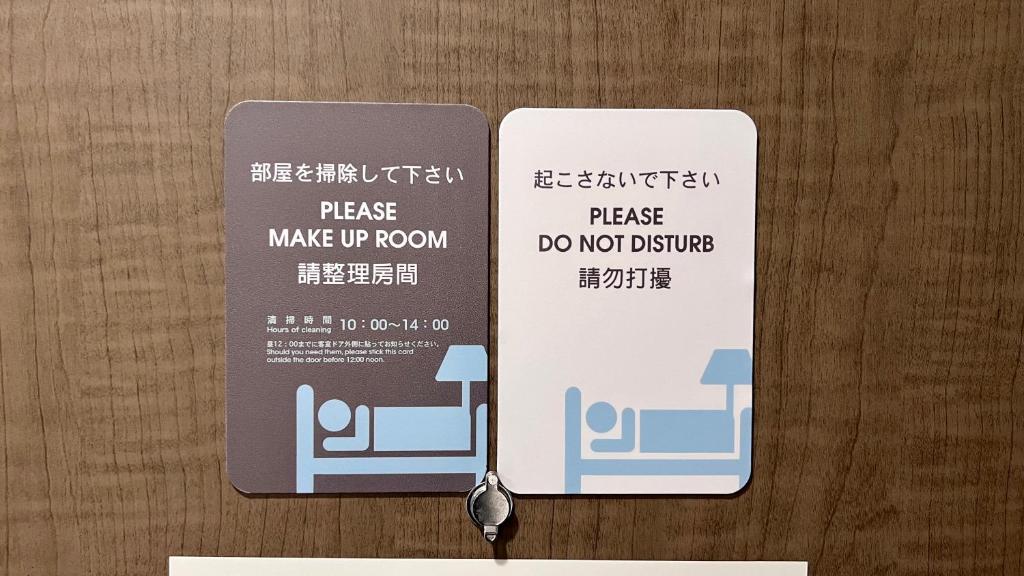 部屋を掃除して下さい
PLEASE
MAKE UP ROOM
請整理房間
清掃時間
Hours of cleaning
10：00〜14：00
昼12：00までに客室ドア外側に貼ってお知らせください。
Should you need them, please stick this card
outside the door before 12:00 noon.
起こさないで下さい
PLEASE
DO NOT DISTURB
請勿打擾